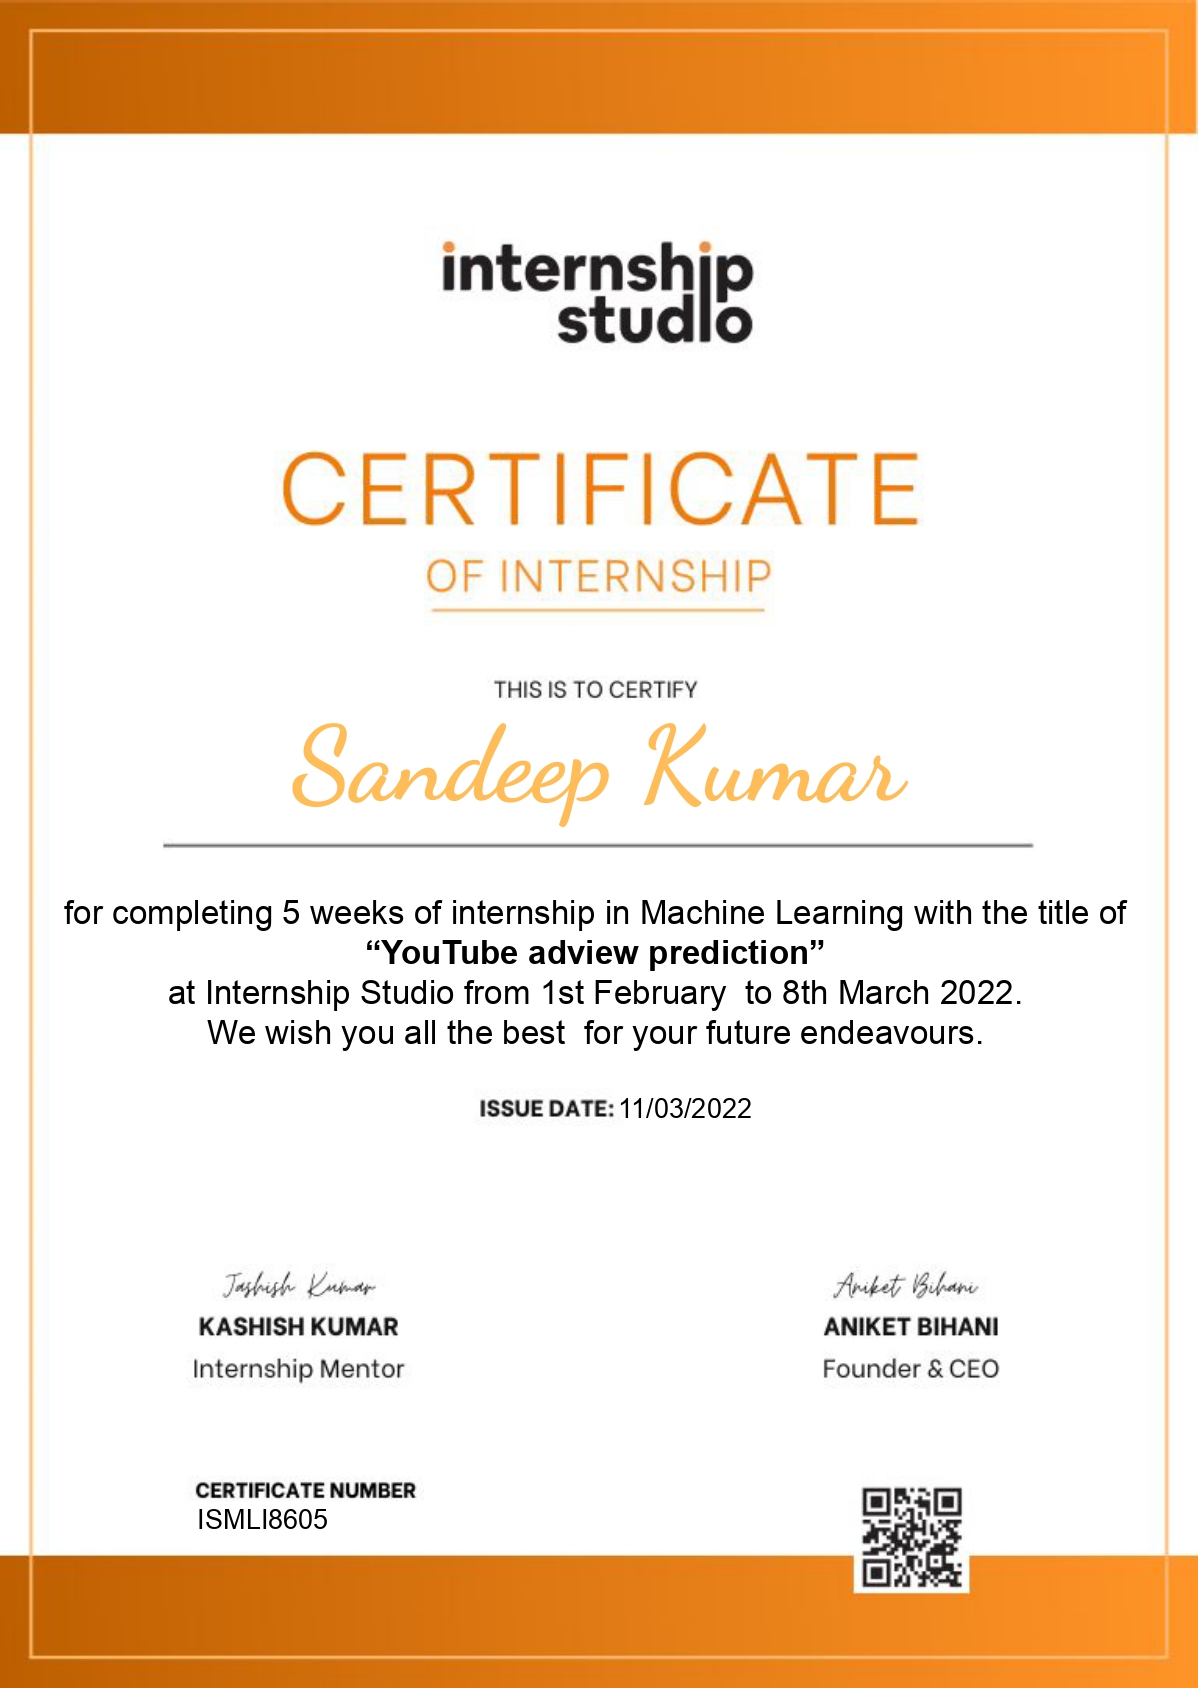 internship
studio
CERTIFICATE
OF INTERNSHIP
THIS IS TO CERTIFY
Sandeep Kumar
for completing 5 weeks of internship in Machine Learning with the title of
“YouTube adview prediction”
at Internship Studio from 1st February  to 8th March 2022.
We wish you all the best  for your future endeavours.
ISSUE DATE: 11/03/2022
Jashish Kumar
KASHISH KUMAR
Internship Mentor
Aniket Bihani
ANIKET BIHANI
Founder & CEO
CERTIFICATE NUMBER
ISMLI8605